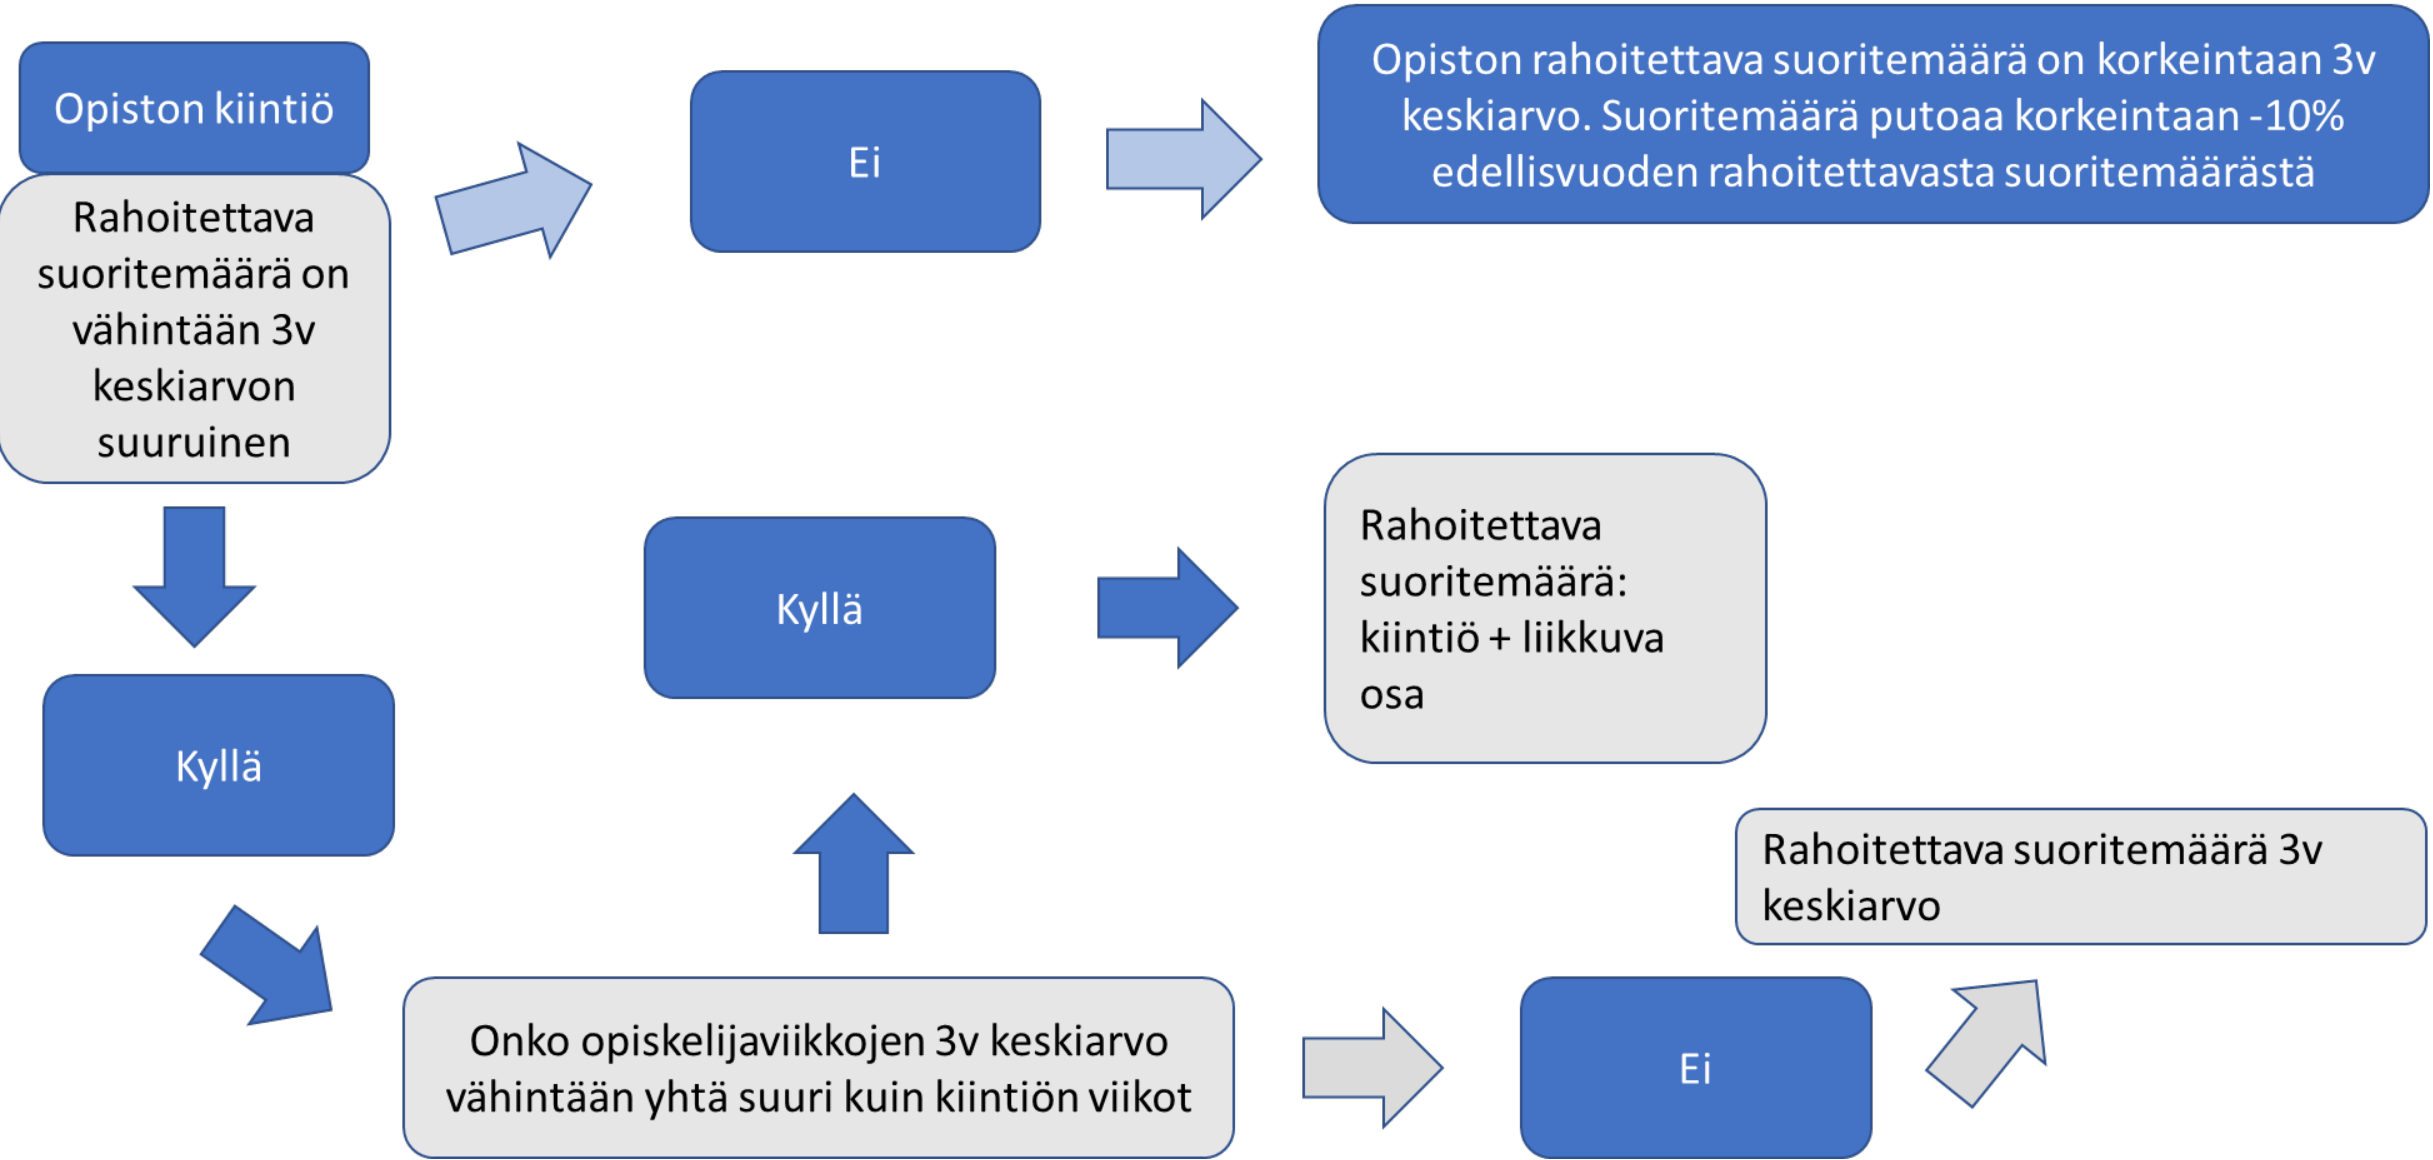 Opiston kiintiö
Rahoitettava
suoritemäärä on
vähintään 3v
keskiarvon
suuruinen
Ei
Opiston rahoitettava suoritemäärä on korkeintaan 3v
keskiarvo. Suoritemäärä putoaa korkeintaan -10%
edellisvuoden rahoitettavasta suoritemäärästä
Kyllä
Onko opiskelijaviikkojen 3v keskiarvo
vähintään yhtä suuri kuin kiintiön viikot
Kyllä
Rahoitettava
suoritemäärä:
kiintiö + liikkuva
osa
Ei
Rahoitettava suoritemäärä 3v
keskiarvo